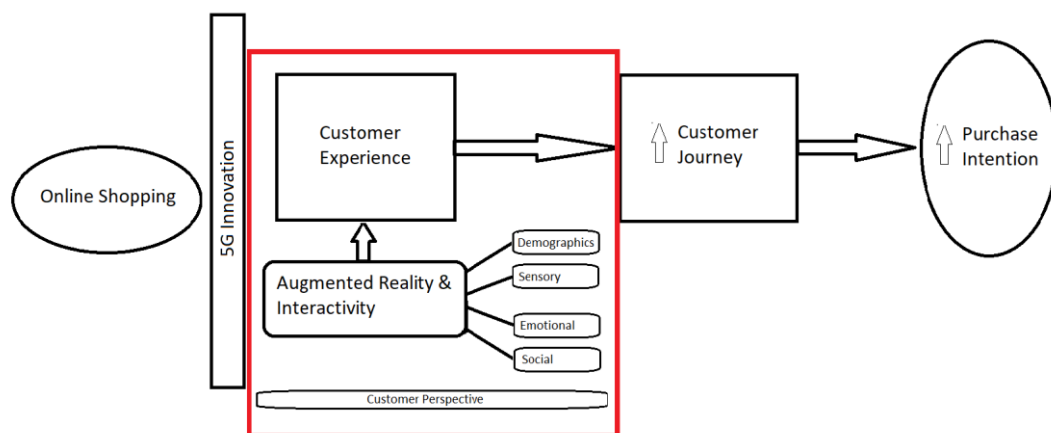 Online Shopping
5G Innovation
Customer
Experience
Augmented Reality &
Interactivity
Demographics
Sensory
Emotional
Social
Customer Perspective
Customer
Journey
Purchase
Intention